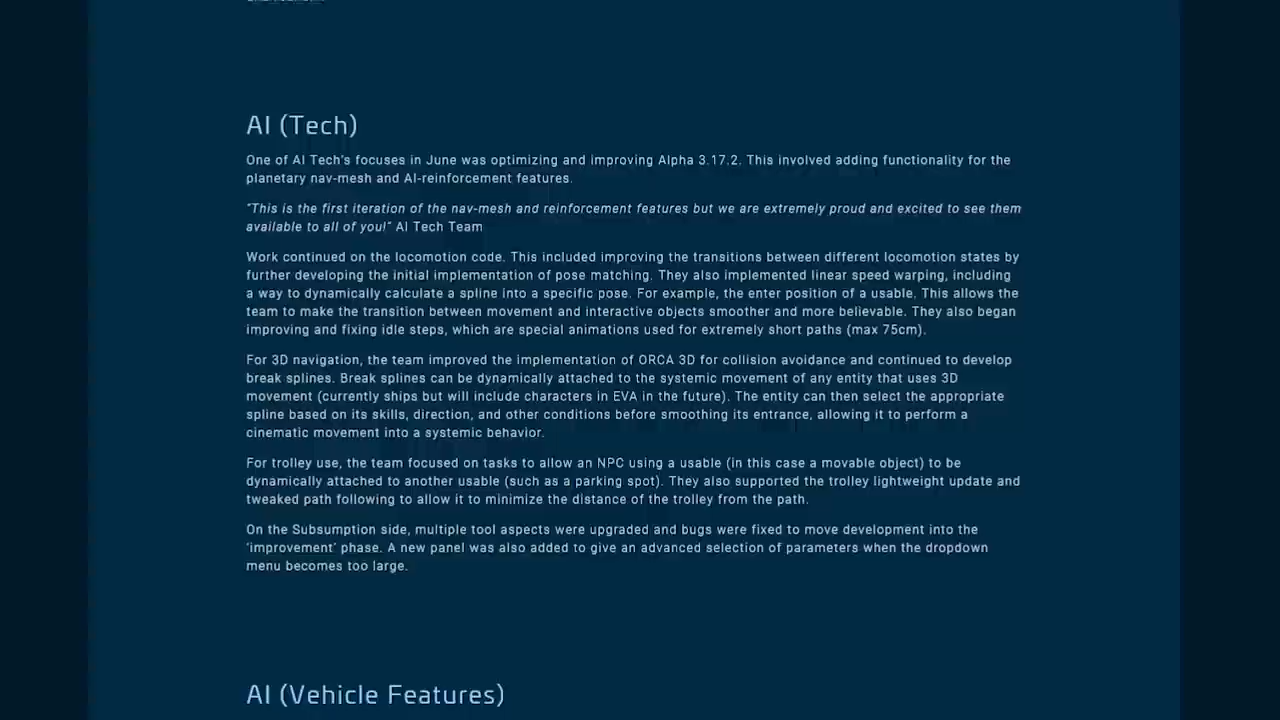 AI (Tech)
One of AI Tech's focuses in June was optimizing and improving Alpha 3.17.2. This involved adding functionality for the
planetary nav-mesh and AI-reinforcement features.
"This is the first iteration of the nav-mesh and reinforcement features but we are extremely proud and excited to see them
available to all of you!" AI Tech Team
Work continued on the locomotion code. This included improving the transitions between different locomotion states by
further developing the initial implementation of pose matching. They also implemented linear speed warping, including
a way to dynamically calculate a spline into a specific pose. For example, the enter position of a usable. This allows the
team to make the transition between movement and interactive objects smoother and more believable. They also began
improving and fixing idle steps, which are special animations used for extremely short paths (max 75cm).
For 3D navigation, the team improved the implementation of ORCA 3D for collision avoidance and continued to develop
break splines. Break splines can be dynamically attached to the systemic movement of any entity that uses 3D
movement (currently ships but will include characters in EVA in the future). The entity can then select the appropriate
spline based on its skills, direction, and other conditions before smoothing its entrance, allowing it to perform a
cinematic movement into a systemic behavior.
For trolley use, the team focused on tasks to allow an NPC using a usable (in this case a movable object) to be
dynamically attached to another usable (such as a parking spot). They also supported the trolley lightweight update and
tweaked path following to allow it to minimize the distance of the trolley from the path.
On the Subsumption side, multiple tool aspects were upgraded and bugs were fixed to move development into the
'improvement' phase. A new panel was also added to give an advanced selection of parameters when the dropdown
menu becomes too large.
AI (Vehicle Features)